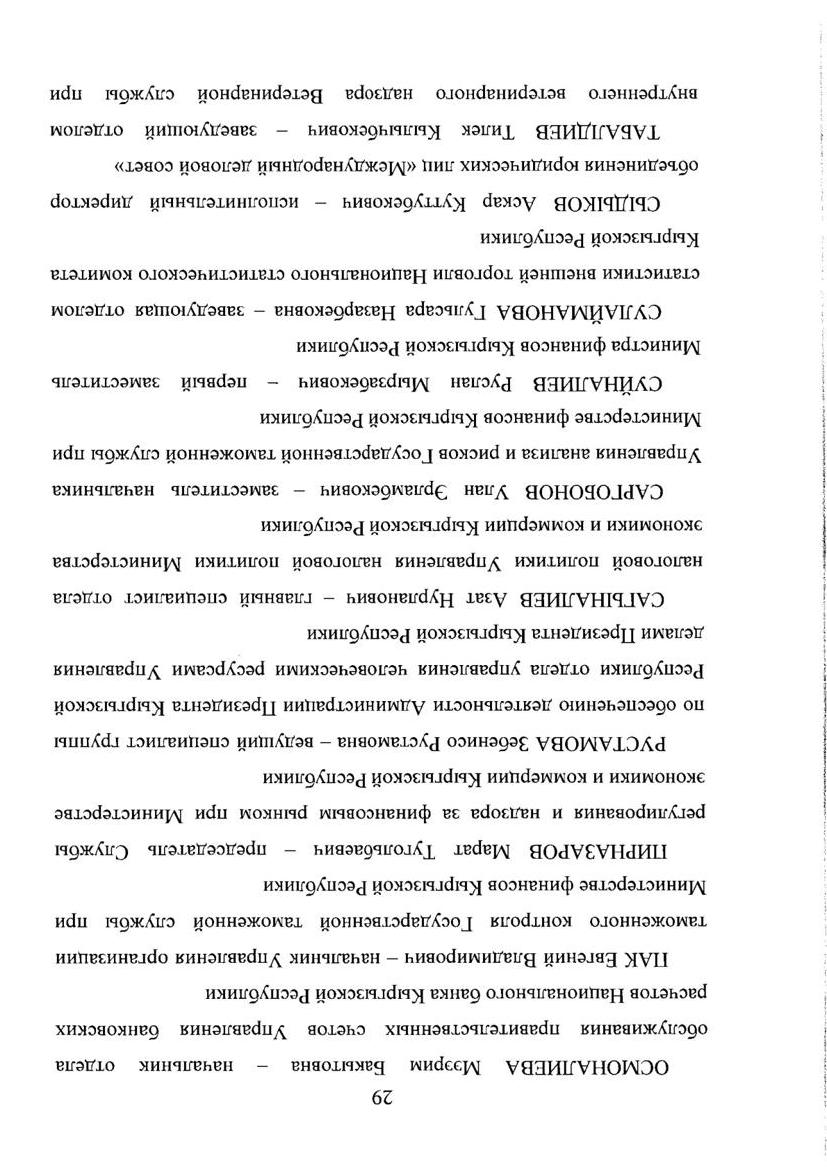 29
ОСМОНАЛИЕВА Мээрим Бакытовна – начальник отдела
обслуживания правительственных счетов Управления банковских
расчетов Национального банка Кыргызской Республики
ПАК Евгений Владимирович – начальник Управления организации
таможенного контроля Государственной таможенной службы при
Министерстве финансов Кыргызской Республики
ПИРНАЗАРОВ Марат Тугольбаевич – председатель Службы
регулирования и надзора за финансовым рынком при Министерстве
экономики и коммерции Кыргызской Республики
РУСТАМОВА Зебенисо Рустамовна – ведущий специалист группы
по обеспечению деятельности Администрации Президента Кыргызской
Республики отдела управления человеческими ресурсами Управления
делами Президента Кыргызской Республики
САГЫНАЛИЕВ Азат Нурланович – главный специалист отдела
налоговой политики Управления налоговой политики Министерства
экономики и коммерции Кыргызской Республики
САРГОБОНОВ Улан Эрламбекович – заместитель начальника
Управления анализа и рисков Государственной таможенной службы при
Министерстве финансов Кыргызской Республики
СУЙНАЛИЕВ Руслан Мырзабекович – первый заместитель
Министра финансов Кыргызской Республики
СУЛАЙМАНОВА Гульсара Назарбековна – заведующая отделом
статистики внешней торговли Национального статистического комитета
Кыргызской Республики
СЫДЫКОВ Аскар Куттубекович – исполнительный директор
объединения юридических лиц «Международный деловой совет»
ТАБАЛДИЕВ Тилек Кылычбекович – заведующий отделом
внутреннего ветеринарного надзора Ветеринарной службы при